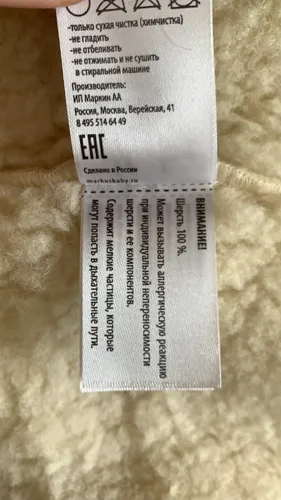 -только сухая чистка (химчистка)
-не гладить
-не отбеливать
-не отжимать и не сушить
в стиральной машине
Производитель:
ИП Маркин АА
Россия, Москва, Верейская, 41
8 495 514 64 49
EAC
Сделано в России
markusbaby.ru
ВНИМАНИЕ!
Шерсть 100 %.
Может вызывать аллергическую реакцию
при индивидуальной непереносимости
шерсти и ее компонентов.
Содержит мелкие частицы, которые
могут попасть в дыхательные пути.